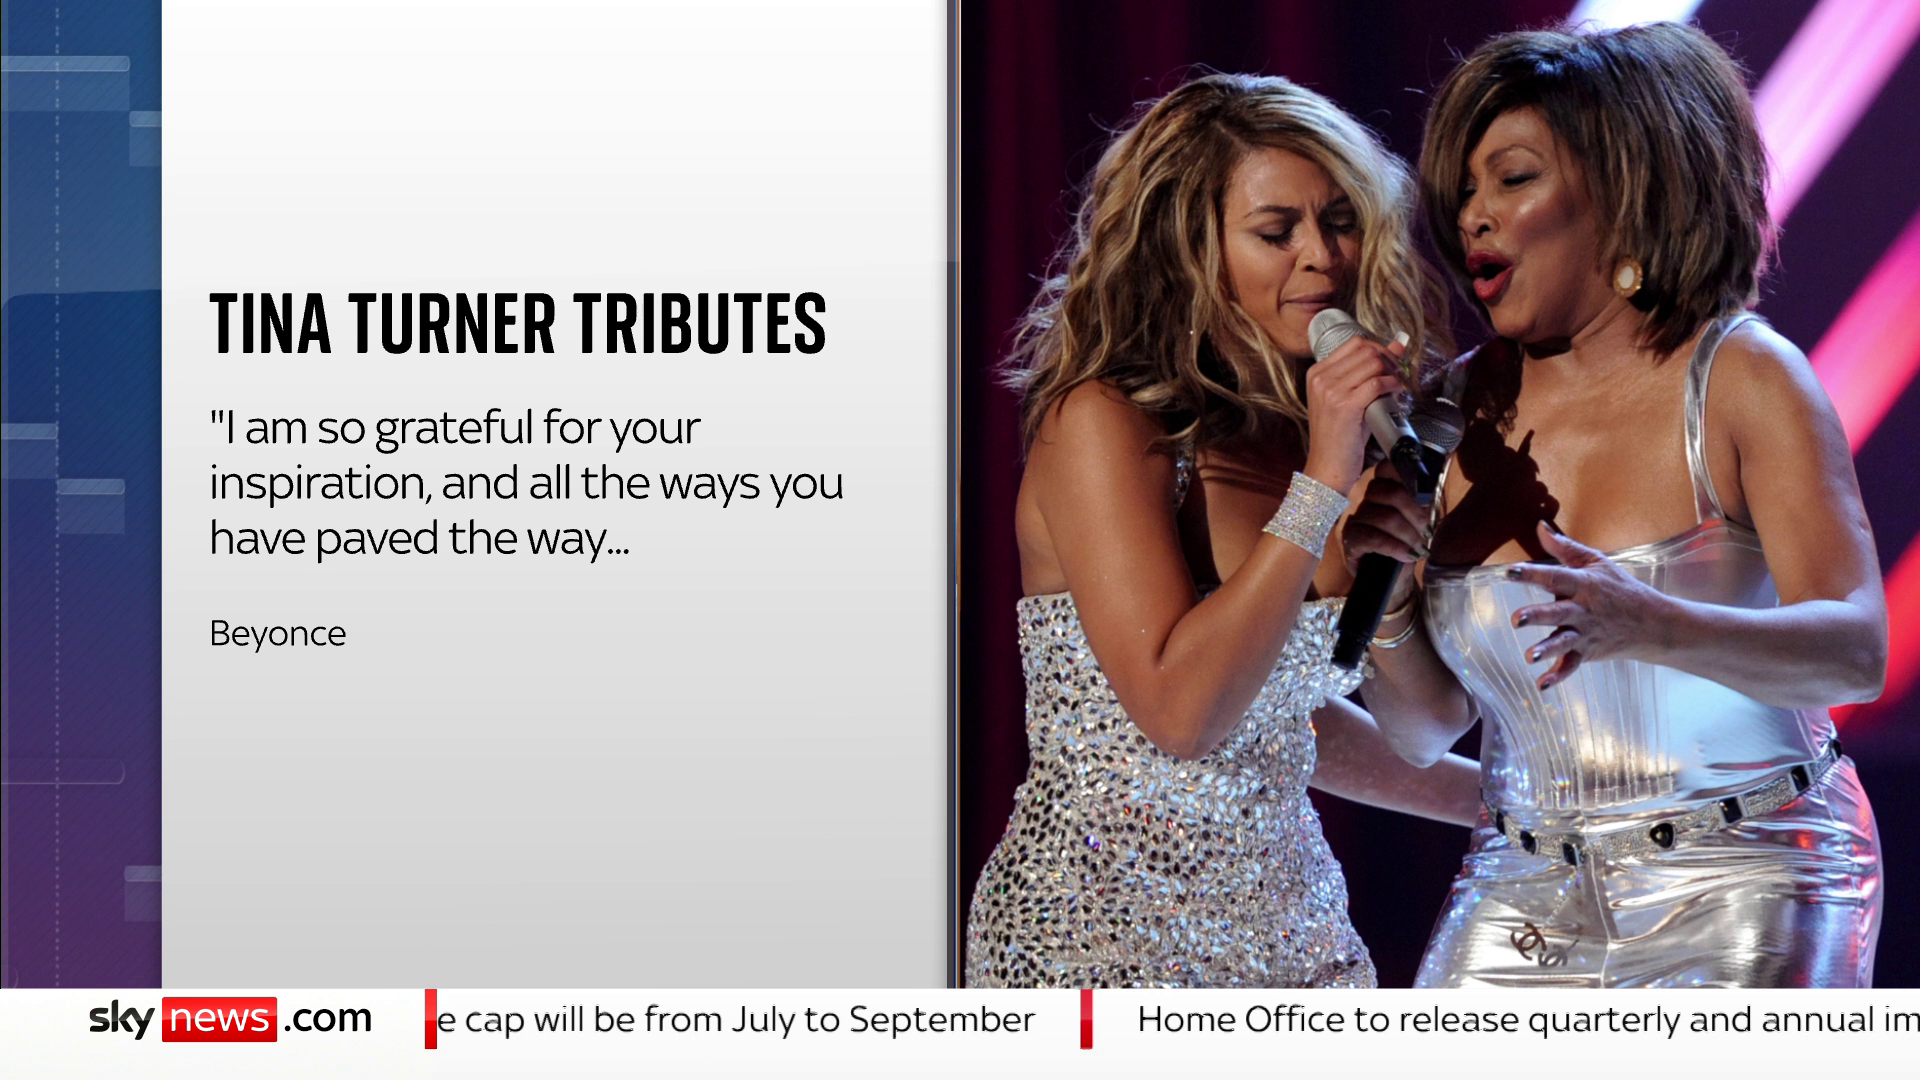 TINA TURNER TRIBUTES
"I am so grateful for your
inspiration, and all the ways you
have paved the way...
Beyonce
sky news .com
e cap will be from July to September
Home Office to release quarterly and annual im